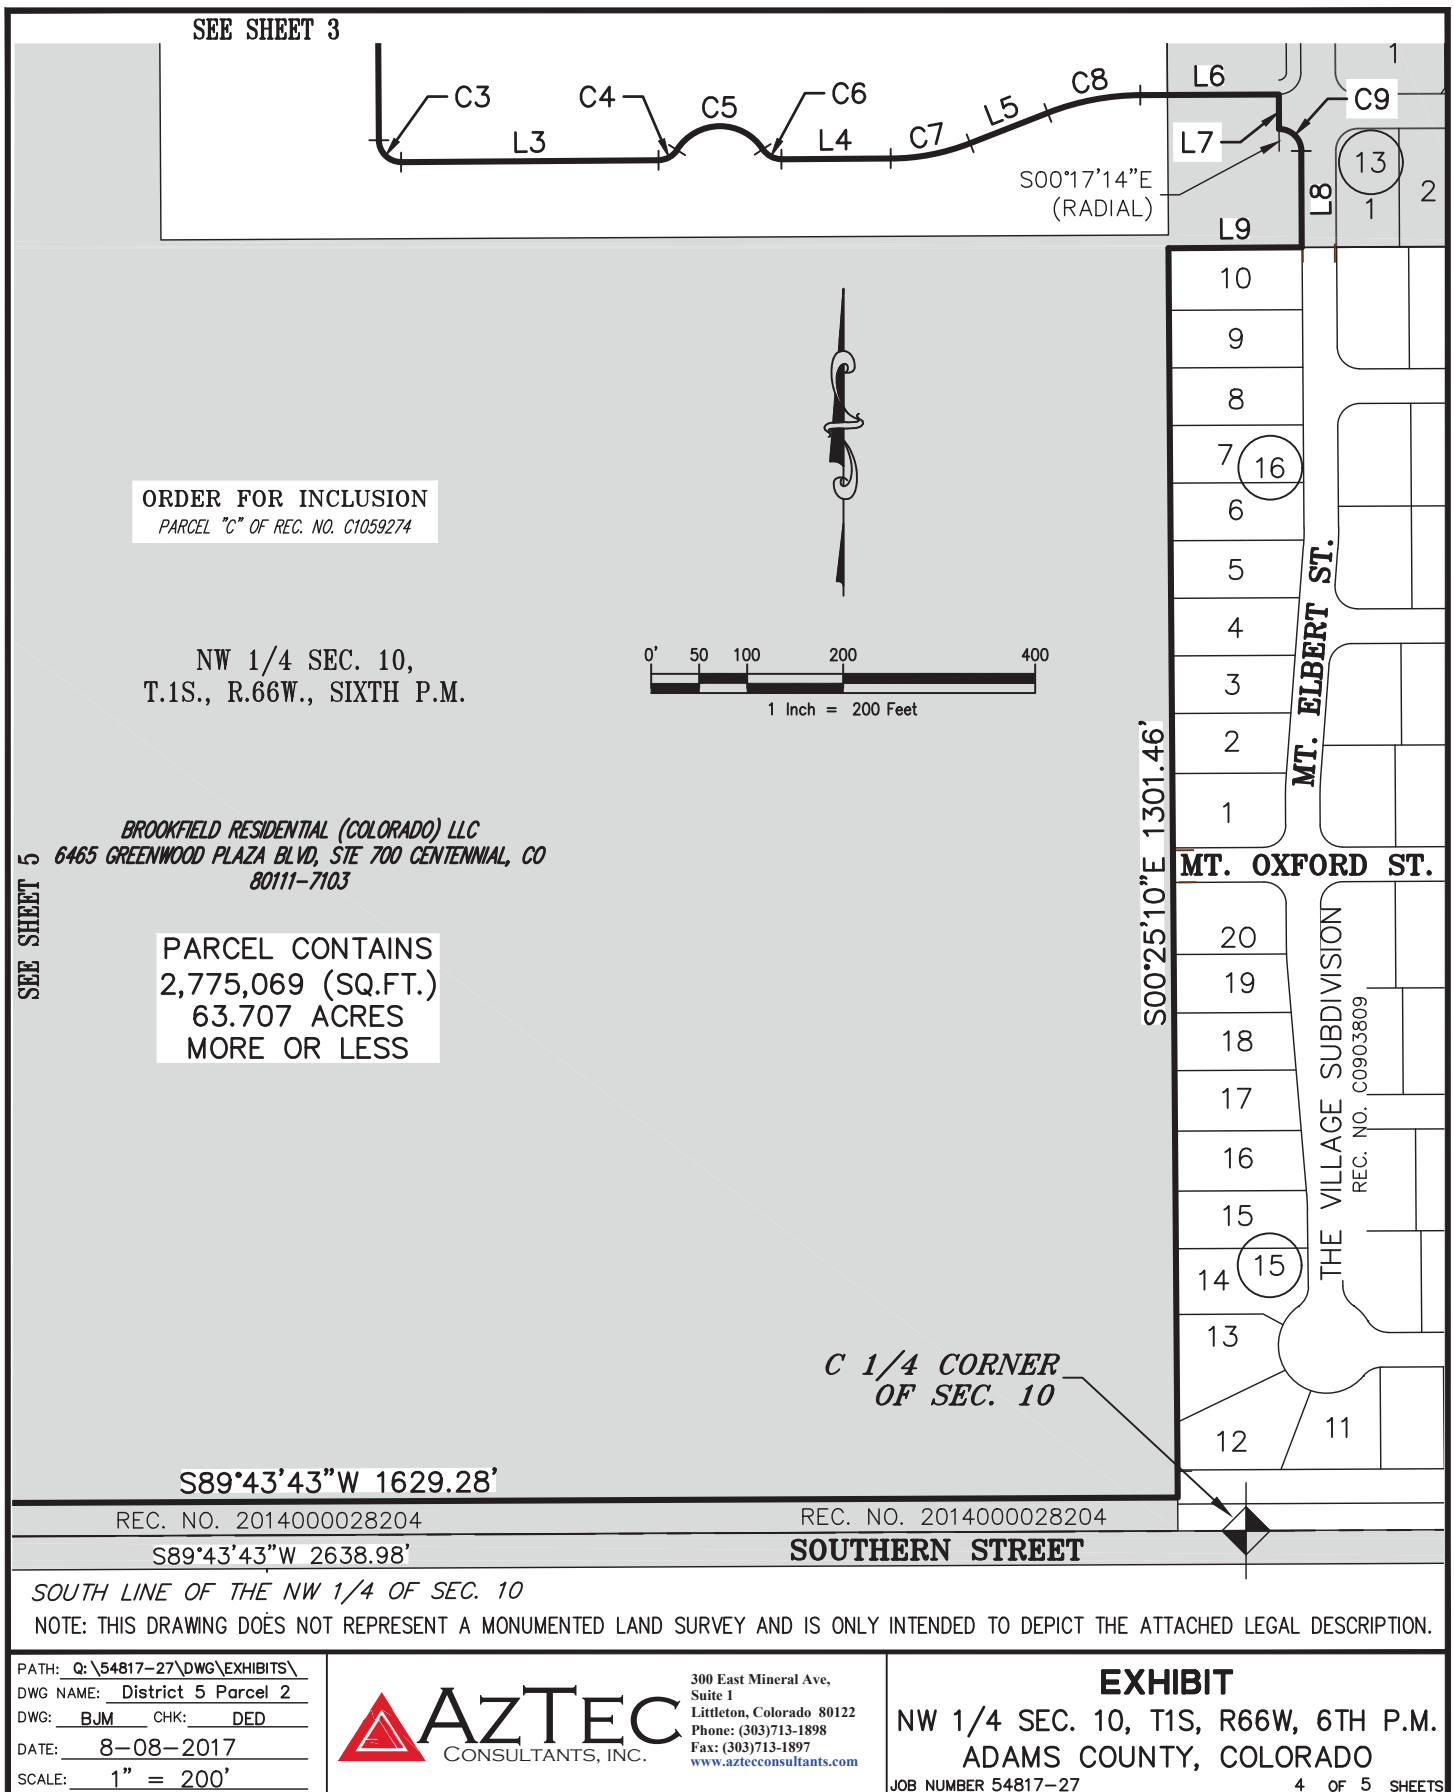 SEE SHEET 3
C3
C4
C5
C6
L3
L4
C7
L5
C8
L6
C9
L7
S00°17'14"E
(RADIAL)
L8
L9
1
13
1
2
10
9
8
7
16
6
5
4
3
2
1
MT. ELBERT ST.
ORDER FOR INCLUSION
PARCEL "C" OF REC. NO. C1059274
NW 1/4 SEC. 10,
T.1S., R.66W., SIXTH P.M.
0' 50 100 200 400
1 Inch = 200 Feet
S00°25'10"E 1301.46'
BROOKFIELD RESIDENTIAL (COLORADO) LLC
6465 GREENWOOD PLAZA BLVD, STE 700 CENTENNIAL, CO
80111-7103
SEE SHEET 5
MT. OXFORD ST.
PARCEL CONTAINS
2,775,069 (SQ.FT.)
63.707 ACRES
MORE OR LESS
20
19
18
17
16
15
15
14
13
12
11
THE VILLAGE SUBDIVISION
REC. NO. C0903809
C 1/4 CORNER
OF SEC. 10
S89°43'43"W 1629.28'
REC. NO. 2014000028204
REC. NO. 2014000028204
S89°43'43"W 2638.98'
SOUTHERN STREET
SOUTH LINE OF THE NW 1/4 OF SEC. 10
NOTE: THIS DRAWING DOES NOT REPRESENT A MONUMENTED LAND SURVEY AND IS ONLY INTENDED TO DEPICT THE ATTACHED LEGAL DESCRIPTION.
PATH: Q:\54817-27\DWG\EXHIBITS\
DWG NAME: District 5 Parcel 2
DWG: BJM CHK: DED
DATE: 8-08-2017
SCALE: 1" = 200'
AZTEC
CONSULTANTS, INC.
300 East Mineral Ave,
Suite 1
Littleton, Colorado 80122
Phone: (303)713-1898
Fax: (303)713-1897
www.aztecconsultants.com
EXHIBIT
NW 1/4 SEC. 10, T1S, R66W, 6TH P.M.
ADAMS COUNTY, COLORADO
JOB NUMBER 54817-27 4 OF 5 SHEETS